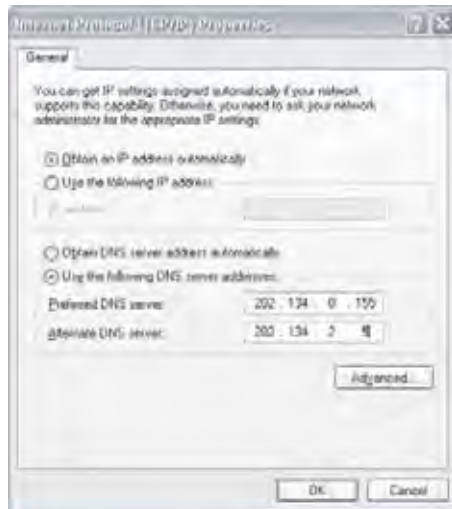 Internet Protocol (TCP/IP) Properties
General
You can get IP settings assigned automatically if your network
supports this capability. Otherwise, you need to ask your network
administrator for the appropriate IP settings.
Obtain an IP address automatically
Use the following IP address:
Obtain DNS server address automatically
Use the following DNS server addresses:
Preferred DNS server:
202 . 134 . 0 . 155
Alternate DNS server:
202 . 134 . 2
Advanced...
OK
Cancel